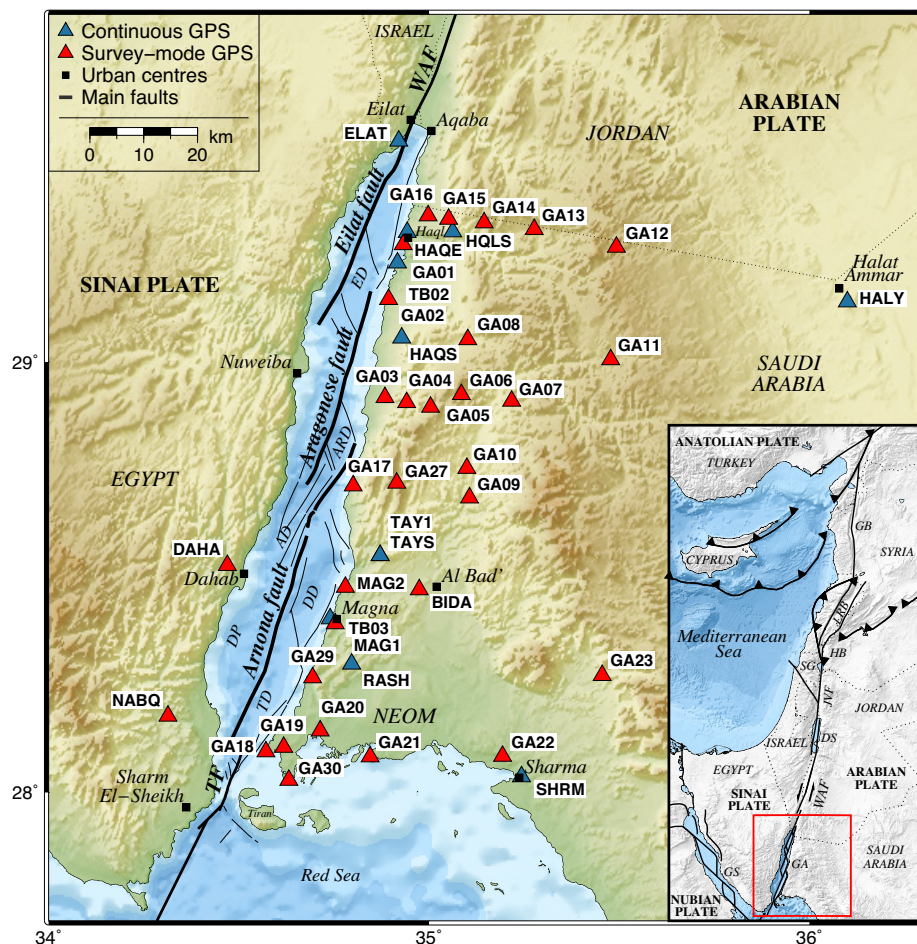 Continuous GPS
Survey−mode GPS
Urban centres
Main faults
km
0 10 20
ISRAEL
WAF
Eilat
Aqaba
ELAT
JORDAN
ARABIAN
PLATE
GA16
GA15
GA14
GA13
GA12
Haql
HQLS
HAQE
Halat
Ammar
HALY
Eilat fault
ED
GA01
TB02
SINAI PLATE
GA02
GA08
HAQS
GA11
29°
Nuweiba
SAUDI
ARABIA
Aragonese fault
GA03
GA04
GA06
GA07
GA05
ARD
EGYPT
GA17
GA27
GA10
GA09
AD
TAY1
TAYS
DAHA
Dahab
MAG2
Al Bad'
BIDA
Arnona fault
DD
DP
Magna
TB03
MAG1
RASH
GA29
GA23
NABQ
TD
GA20
NEOM
GA18
GA19
GA21
GA22
GA30
Sharma
SHRM
TF
28°
Sharm
El−Sheikh
Tiran
Red Sea
34
35
36
ANATOLIAN PLATE
TURKEY
GB
CYPRUS
SYRIA
LRB
Mediterranean
Sea
HB
SG
JVF
JORDAN
ISRAEL
DS
EGYPT
ARABIAN
PLATE
SINAI
PLATE
WAF
SAUDI
ARABIA
GS
GA
NUBIAN
PLATE